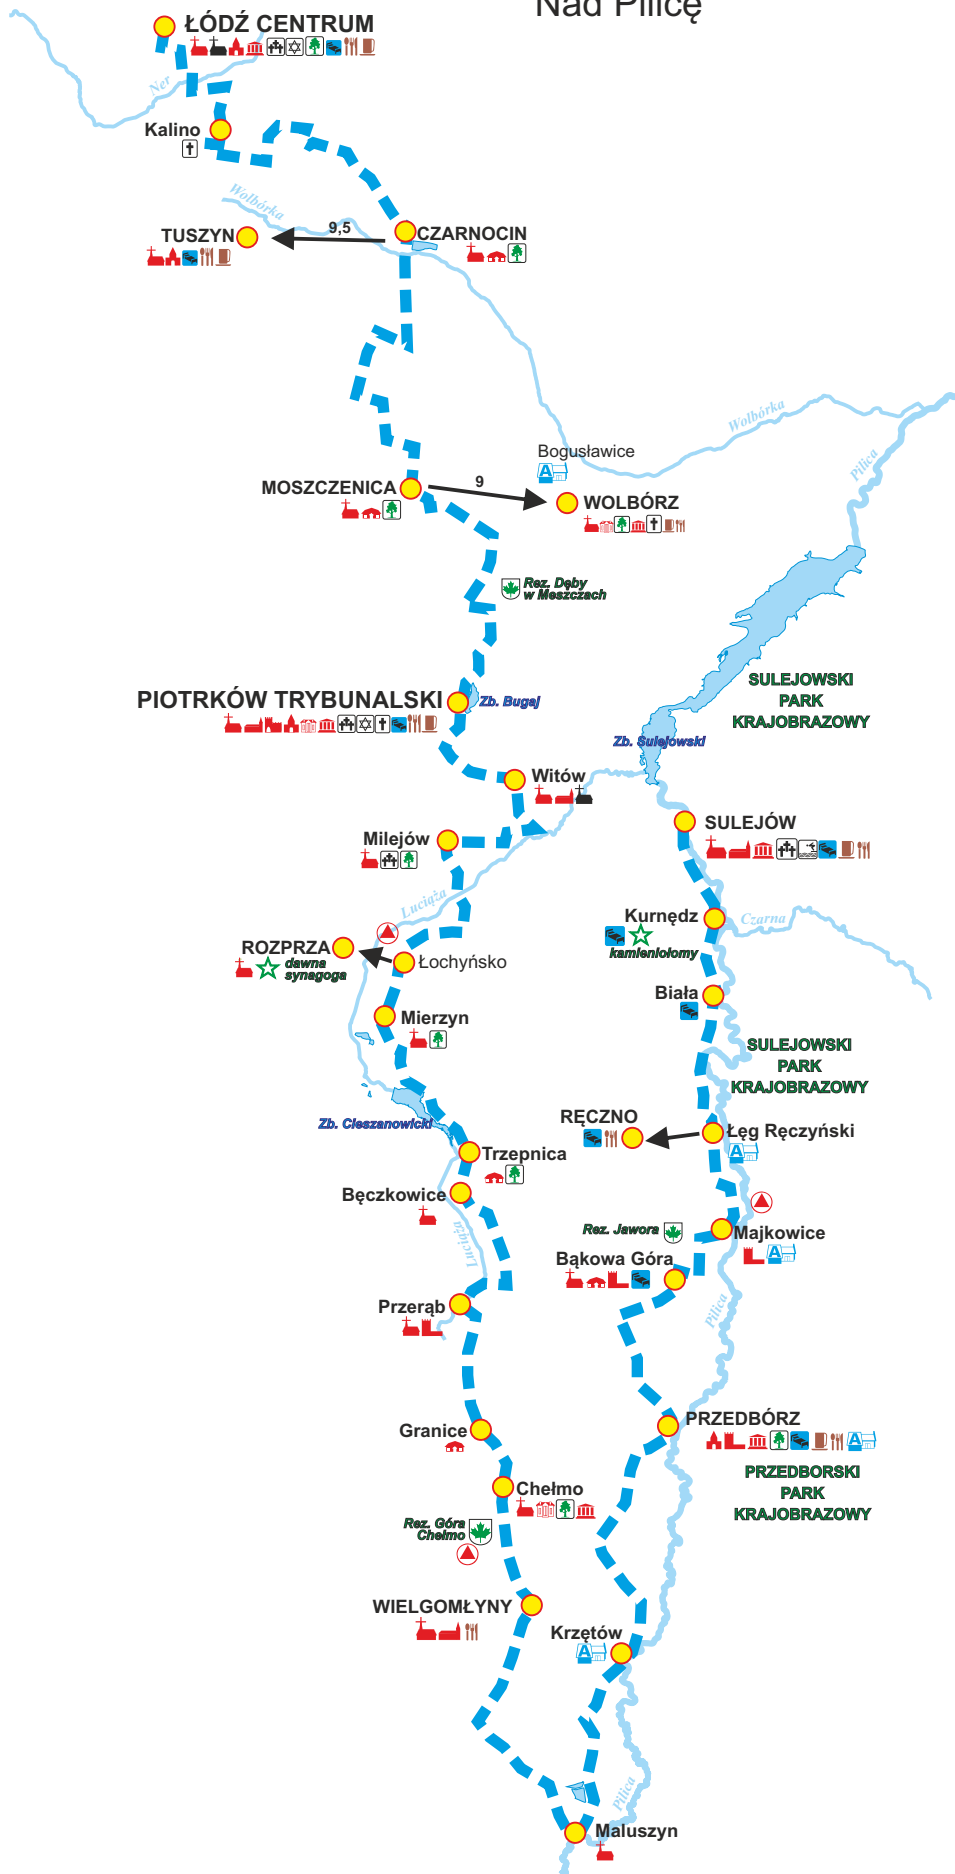 Nad Pilicę
ŁÓDŹ CENTRUM
Ner
Kalino
Wolbórka
TUSZYN
9,5
CZARNOCIN
Wolbórka
Pilica
Bogusławice
A
MOSZCZENICA
9
WOLBÓRZ
Rez. Dęby
w Meszczach
SULEJOWSKI
PARK
KRAJOBRAZOWY
PIOTRKÓW TRYBUNALSKI
Zb. Bugaj
Zb. Sulejowski
Witów
SULEJÓW
Milejów
Luciąża
Kurnędz
kamieniołomy
Czarna
ROZPRZA
dawna
synagoga
Łochyńsko
Biała
Mierzyn
SULEJOWSKI
PARK
KRAJOBRAZOWY
Zb. Cieszanowicki
RĘCZNO
Łęg Ręczyński
A
Trzepnica
Bęczkowice
Luciąża
Rez. Jawora
Majkowice
A
Bąkowa Góra
Przerąb
Pilica
Granice
PRZEDBÓRZ
A
PRZEDBORSKI
PARK
KRAJOBRAZOWY
Chełmo
Rez. Góra
Chełmo
WIELGOMŁYNY
Krzętów
A
Pilica
Maluszyn